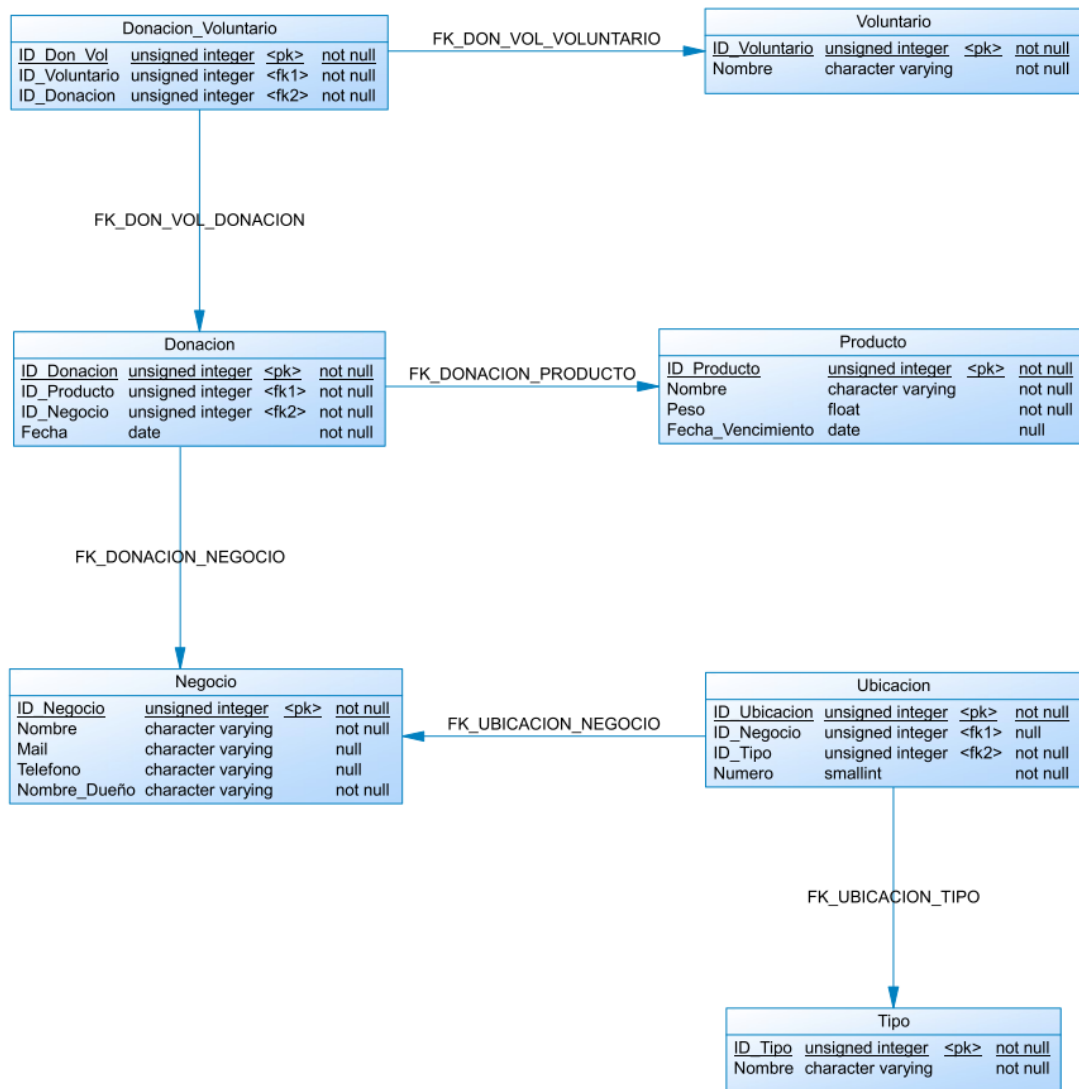 Donacion_Voluntario
ID_Don_Vol unsigned integer <pk> not null
ID_Voluntario unsigned integer <fk1> not null
ID_Donacion unsigned integer <fk2> not null
FK_DON_VOL_VOLUNTARIO
Voluntario
ID_Voluntario unsigned integer <pk> not null
Nombre character varying not null
FK_DON_VOL_DONACION
Donacion
ID_Donacion unsigned integer <pk> not null
ID_Producto unsigned integer <fk1> not null
ID_Negocio unsigned integer <fk2> not null
Fecha date not null
FK_DONACION_PRODUCTO
Producto
ID_Producto unsigned integer <pk> not null
Nombre character varying not null
Peso float not null
Fecha_Vencimiento date null
FK_DONACION_NEGOCIO
Negocio
ID_Negocio unsigned integer <pk> not null
Nombre character varying not null
Mail character varying null
Telefono character varying null
Nombre_Dueño character varying not null
FK_UBICACION_NEGOCIO
Ubicacion
ID_Ubicacion unsigned integer <pk> not null
ID_Negocio unsigned integer <fk1> null
ID_Tipo unsigned integer <fk2> not null
Numero smallint not null
FK_UBICACION_TIPO
Tipo
ID_Tipo unsigned integer <pk> not null
Nombre character varying not null